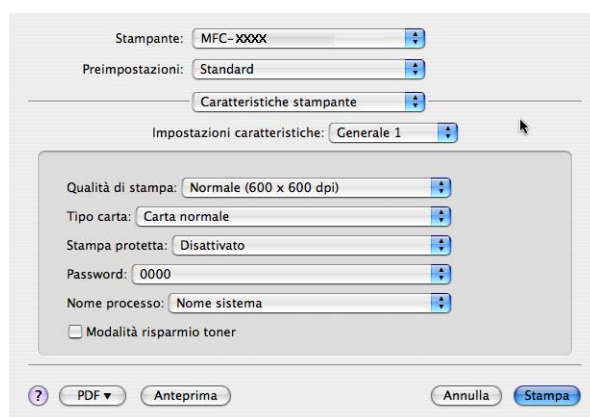 Stampante: MFC-XXXX
Preimpostazioni: Standard
Caratteristiche stampante
Impostazioni caratteristiche: Generale 1
Qualità di stampa: Normale (600 x 600 dpi)
Tipo carta: Carta normale
Stampa protetta: Disattivato
Password: 0000
Nome processo: Nome sistema
Modalità risparmio toner
? PDF ▼ Anteprima Annulla Stampa